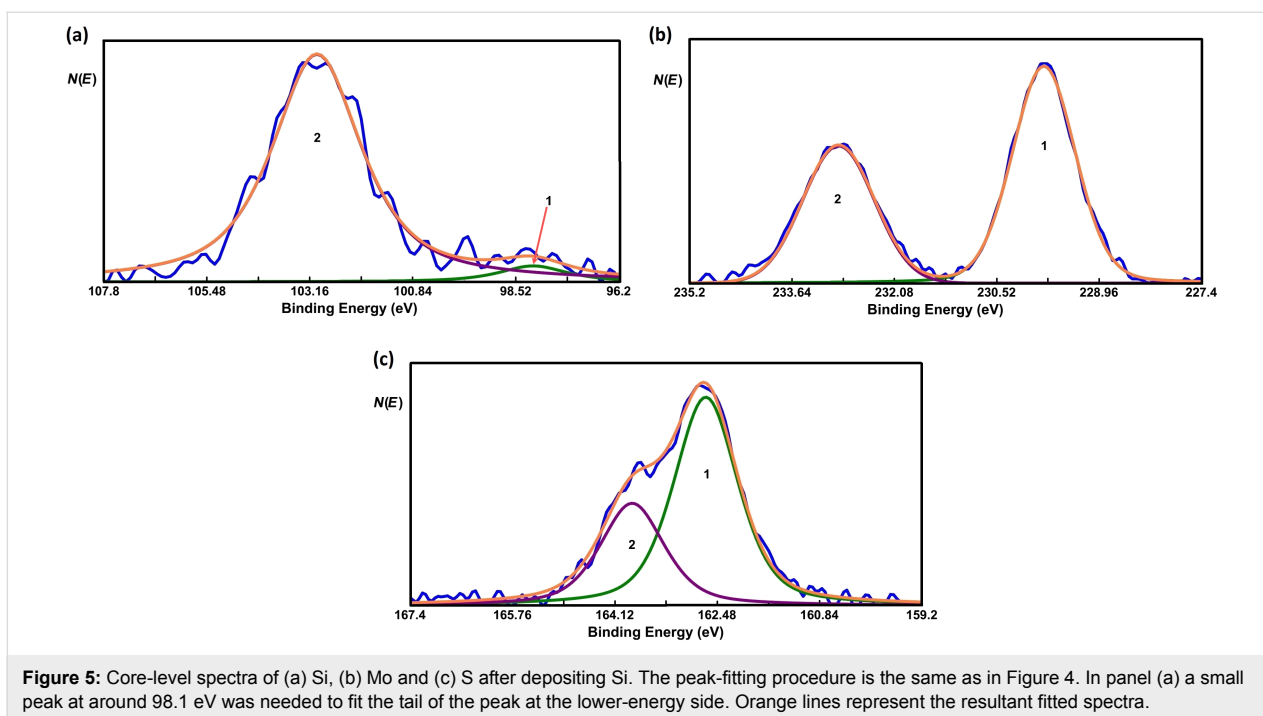 (a)
N(E)
2
1
107.8 105.48 103.16 100.84 98.52 96.2
Binding Energy (eV)
(b)
N(E)
2
1
235.2 233.64 232.08 230.52 228.96 227.4
Binding Energy (eV)
(c)
N(E)
1
2
167.4 165.76 164.12 162.48 160.84 159.2
Binding Energy (eV)
Figure 5: Core-level spectra of (a) Si, (b) Mo and (c) S after depositing Si. The peak-fitting procedure is the same as in Figure 4. In panel (a) a small
peak at around 98.1 eV was needed to fit the tail of the peak at the lower-energy side. Orange lines represent the resultant fitted spectra.